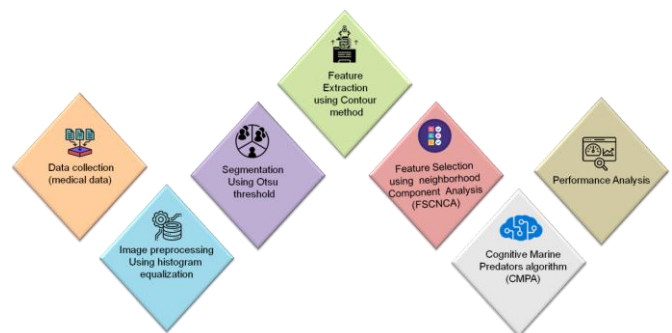 Data collection
(medical data)
Image preprocessing
Using histogram
equalization
Segmentation
Using Otsu
threshold
Feature
Extraction
using Contour
method
Feature Selection
using neighborhood
Component Analysis
(FSCNCA)
Cognitive Marine
Predators algorithm
(CMPA)
Performance Analysis